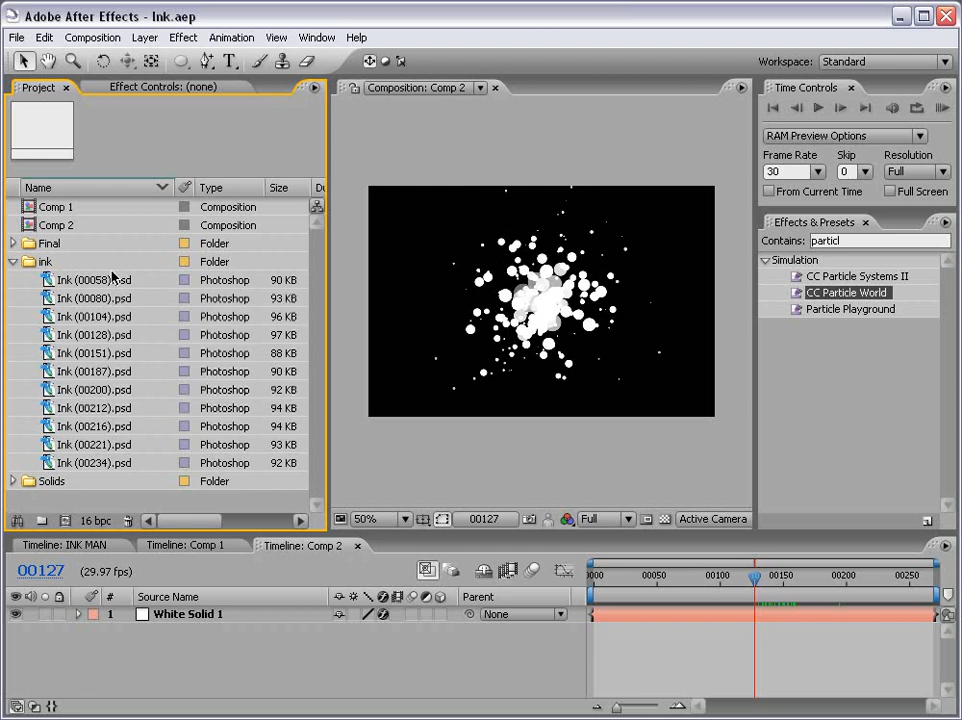 Adobe After Effects - Ink.aep
File Edit Composition Layer Effect Animation View Window Help
Workspace: Standard
Project
Effect Controls: (none)
Composition: Comp 2
Time Controls
RAM Preview Options
Frame Rate Skip Resolution
30 0 Full
From Current Time Full Screen
Effects & Presets
Contains: particl
Simulation
CC Particle Systems II
CC Particle World
Particle Playground
Name Type Size Du
Comp 1 Composition
Comp 2 Composition
Final Folder
ink Folder
Ink (00058).psd Photoshop 90 KB
Ink (00080).psd Photoshop 93 KB
Ink (00104).psd Photoshop 96 KB
Ink (00128).psd Photoshop 97 KB
Ink (00151).psd Photoshop 88 KB
Ink (00187).psd Photoshop 90 KB
Ink (00200).psd Photoshop 92 KB
Ink (00212).psd Photoshop 94 KB
Ink (00216).psd Photoshop 94 KB
Ink (00221).psd Photoshop 93 KB
Ink (00234).psd Photoshop 92 KB
Solids Folder
16 bpc
50% 00127 Full Active Camera
Timeline: INK MAN Timeline: Comp 1 Timeline: Comp 2
00127 (29.97 fps)
0000 00050 00100 00150 00200 00250
# Source Name Parent
1 White Solid 1 None